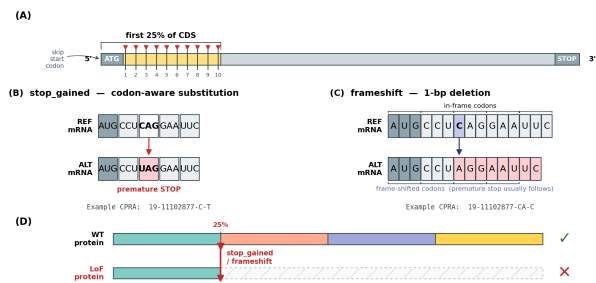 (A)
first 25% of CDS
skip
start
codon
5'
ATG
STOP
3'
1 2 3 4 5 6 7 8 9 10
(B) stop_gained — codon-aware substitution
REF
mRNA
AUG CCU CAG GAA UUC
ALT
mRNA
AUG CCU UAG GAA UUC
premature STOP
Example CPRA: 19-11102877-C-T
(C) frameshift — 1-bp deletion
in-frame codons
REF
mRNA
A U G C C U C A G G A A U U C
ALT
mRNA
A U G C C U A G G A A U U C
frame-shifted codons (premature stop usually follows)
Example CPRA: 19-11102877-CA-C
(D)
25%
WT
protein
✓
stop_gained
/ frameshift
LoF
protein
✕